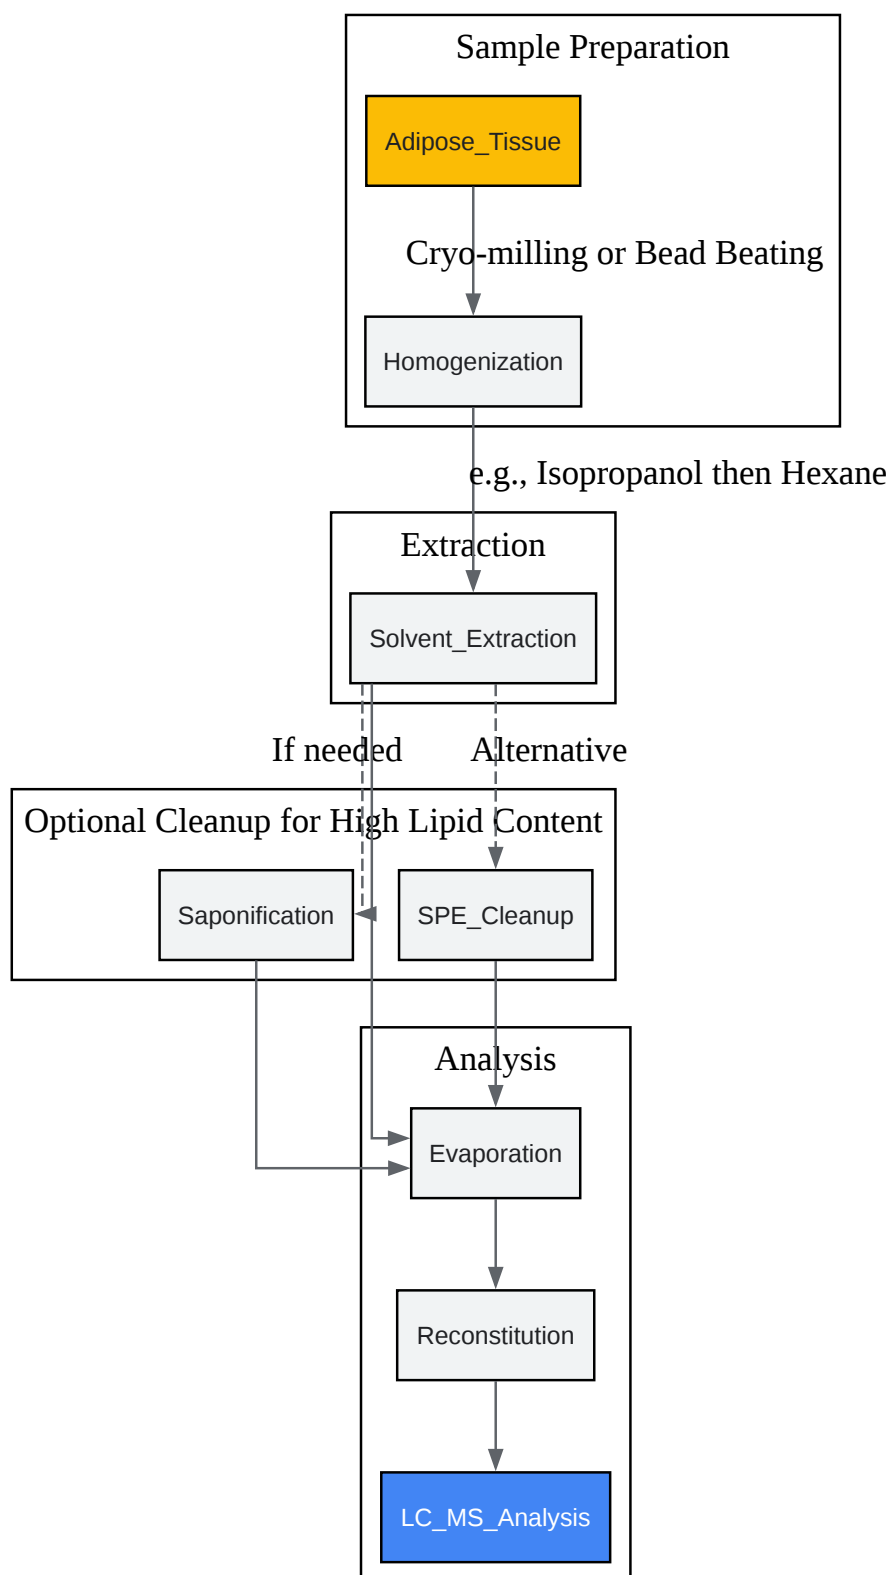 Sample Preparation
Adipose_Tissue
Cryo-milling or Bead Beating
Homogenization
e.g., Isopropanol then Hexane
Extraction
Solvent_Extraction
If needed
Alternative
Optional Cleanup for High Lipid Content
Saponification
SPE_Cleanup
Analysis
Evaporation
Reconstitution
LC_MS_Analysis